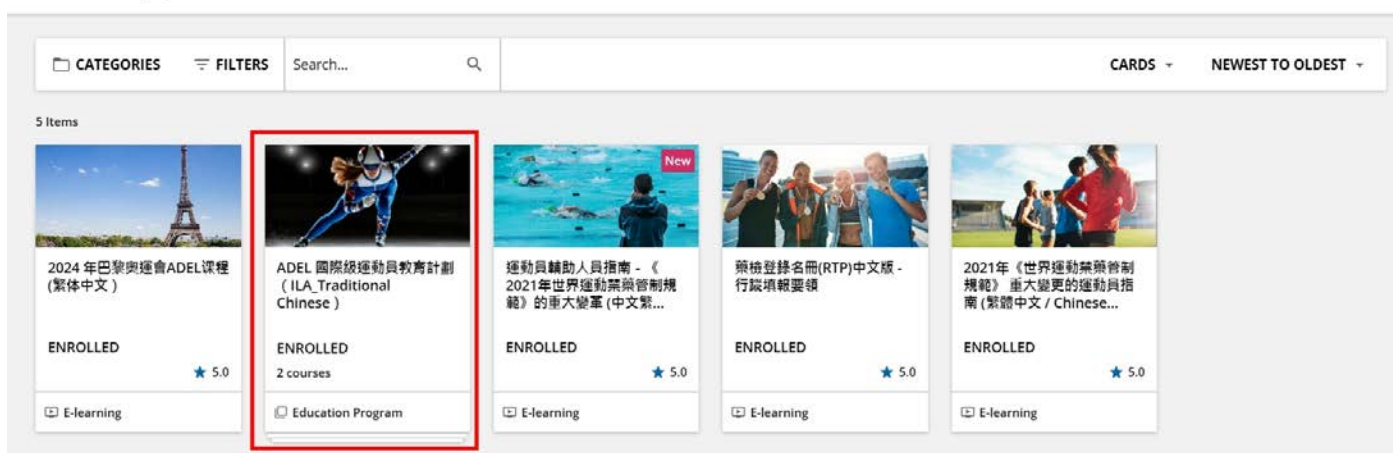 CATEGORIES
FILTERS
Search...
CARDS
NEWEST TO OLDEST
5 Items
2024 年巴黎奧運會ADEL课程
(繁体中文)
ENROLLED
5.0
E-learning
ADEL 國際級運動員教育計劃
(ILA_Traditional
Chinese)
ENROLLED
2 courses
Education Program
New
運動員輔助人員指南 - 《
2021年世界運動禁藥管制規
範》的重大變革 (中文繁...
ENROLLED
5.0
E-learning
藥檢登錄名冊(RTP)中文版 -
行蹤填報要領
ENROLLED
5.0
E-learning
2021年《世界運動禁藥管制
規範》 重大變更的運動員指
南 (繁體中文 / Chinese...
ENROLLED
5.0
E-learning